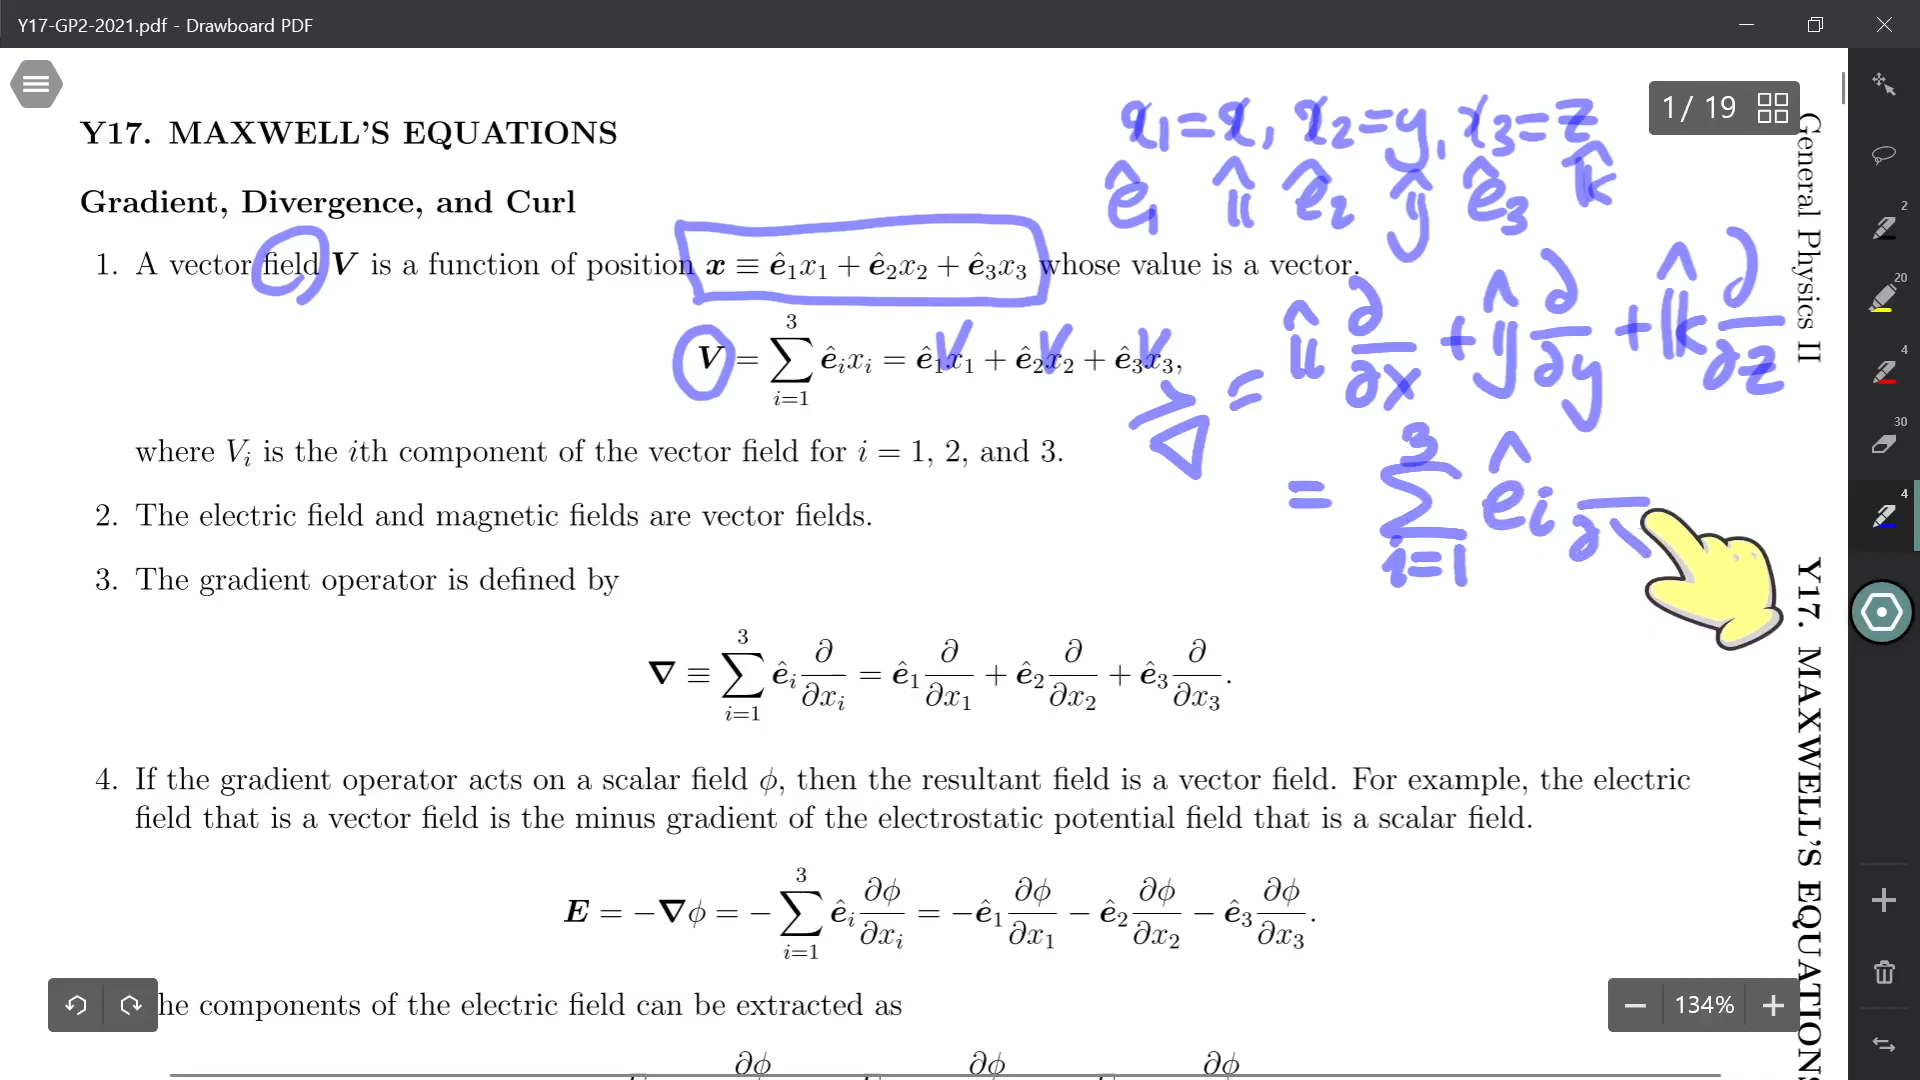 Y17-GP2-2021.pdf - Drawboard PDF
1 / 19
Y17. MAXWELL'S EQUATIONS
x₁=x, x₂=y, x₃=z
ê₁ î ê₂ ĵ ê₃ k̂
Gradient, Divergence, and Curl
1. A vector field V is a function of position x ≡ ê₁x₁ + ê₂x₂ + ê₃x₃ whose value is a vector.
V = ∑_{i=1}^{3} êᵢxᵢ = ê₁x₁ + ê₂x₂ + ê₃x₃,
V V V
∇ = î ∂/∂x + ĵ ∂/∂y + k̂ ∂/∂z
= ∑_{i=1}^{3} êᵢ
where Vᵢ is the ith component of the vector field for i = 1, 2, and 3.
2. The electric field and magnetic fields are vector fields.
3. The gradient operator is defined by
∇ ≡ ∑_{i=1}^{3} êᵢ ∂/∂xᵢ = ê₁ ∂/∂x₁ + ê₂ ∂/∂x₂ + ê₃ ∂/∂x₃.
4. If the gradient operator acts on a scalar field ϕ, then the resultant field is a vector field. For example, the electric
field that is a vector field is the minus gradient of the electrostatic potential field that is a scalar field.
E = −∇ϕ = − ∑_{i=1}^{3} êᵢ ∂ϕ/∂xᵢ = −ê₁ ∂ϕ/∂x₁ − ê₂ ∂ϕ/∂x₂ − ê₃ ∂ϕ/∂x₃.
he components of the electric field can be extracted as
∂ϕ ∂ϕ ∂ϕ
General Physics II
Y17. MAXWELL'S EQUATIONS
2
20
4
30
4
134%